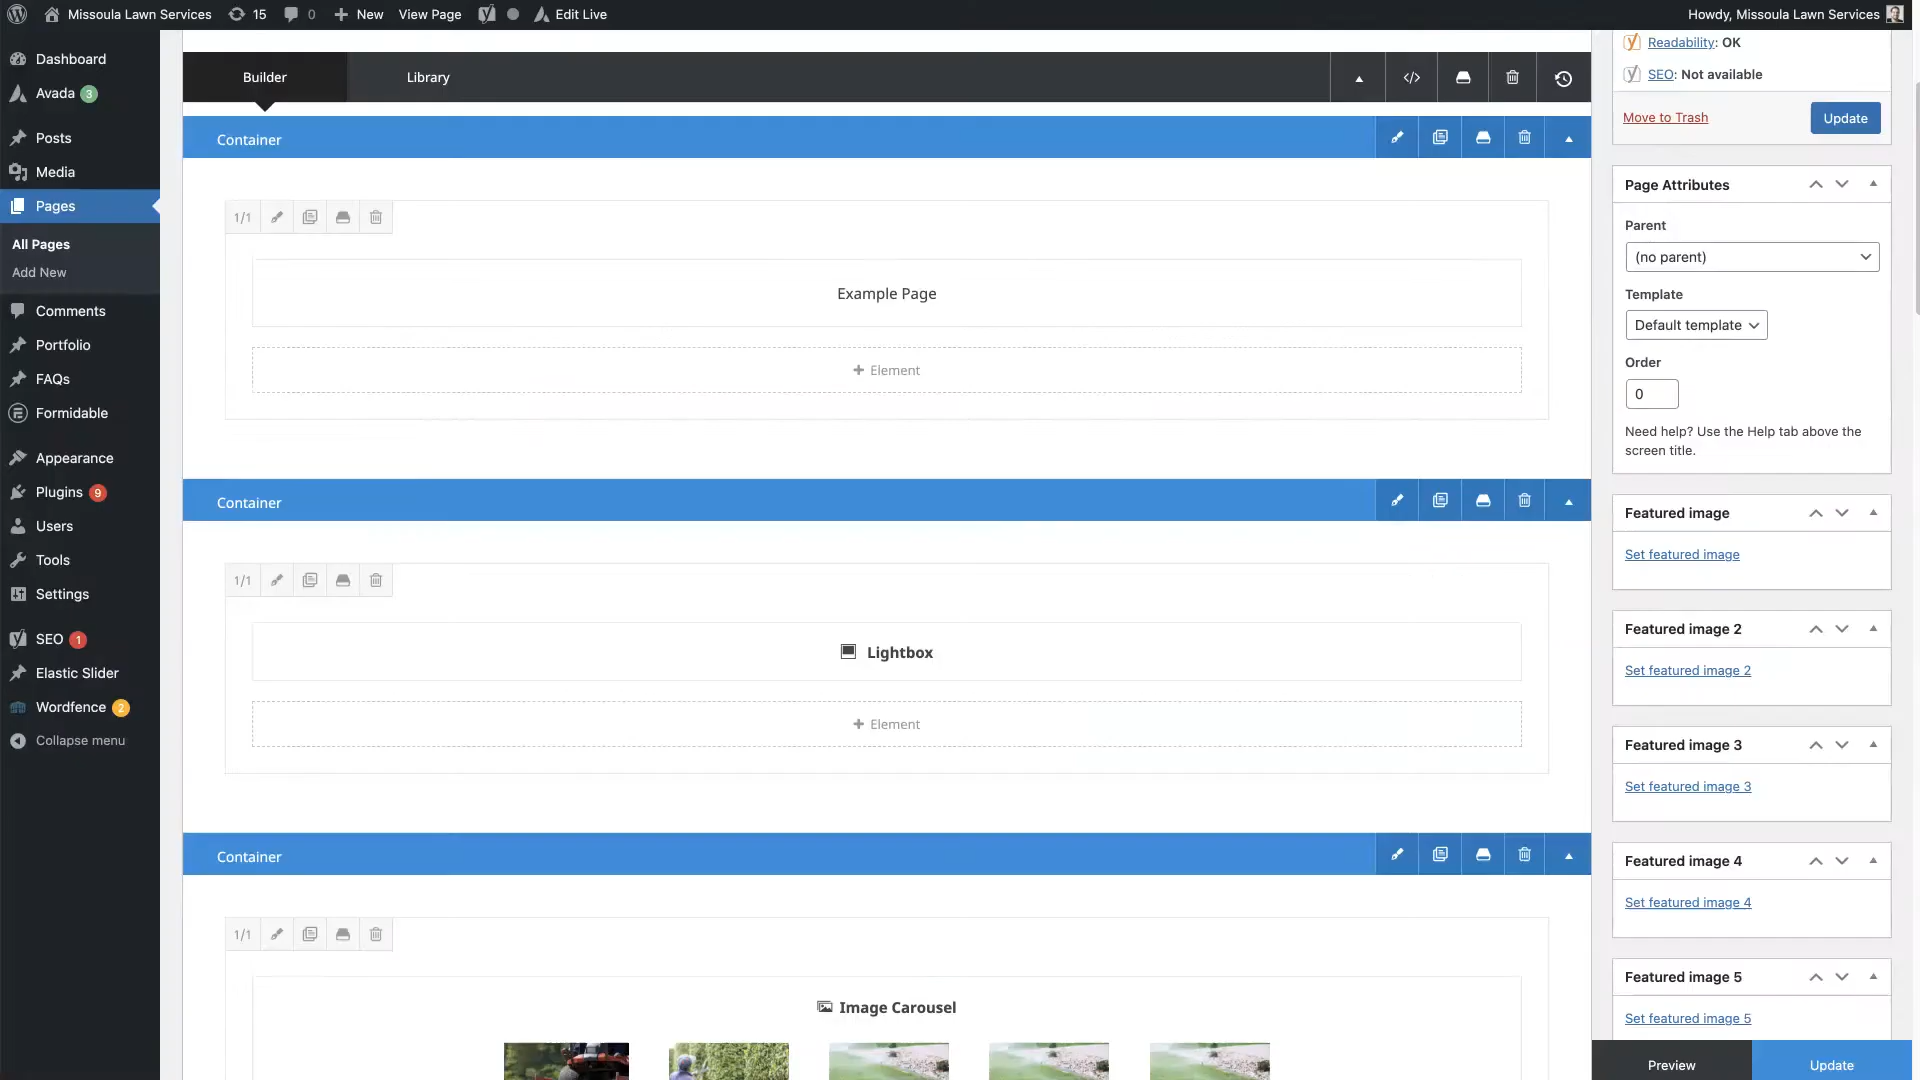 Missoula Lawn Services
15
0
New
View Page
Edit Live
Howdy, Missoula Lawn Services
Dashboard
Avada 3
Posts
Media
Pages
All Pages
Add New
Comments
Portfolio
FAQs
Formidable
Appearance
Plugins 9
Users
Tools
Settings
SEO 1
Elastic Slider
Wordfence 2
Collapse menu
Builder
Library
Container
1/1
Example Page
+ Element
Container
1/1
Lightbox
+ Element
Container
1/1
Image Carousel
Readability: OK
SEO: Not available
Move to Trash
Update
Page Attributes
Parent
(no parent)
Template
Default template
Order
0
Need help? Use the Help tab above the
screen title.
Featured image
Set featured image
Featured image 2
Set featured image 2
Featured image 3
Set featured image 3
Featured image 4
Set featured image 4
Featured image 5
Set featured image 5
Preview
Update